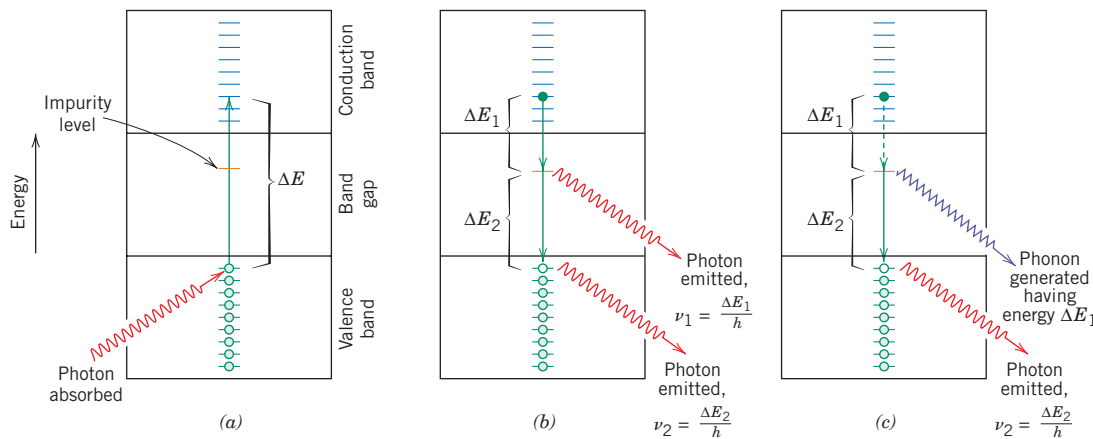 Energy
Impurity
level
ΔE
Conduction
band
Band
gap
Valence
band
Photon
absorbed
(a)
ΔE₁
ΔE₂
Photon
emitted,
ν₁ = ΔE₁/h
Photon
emitted,
ν₂ = ΔE₂/h
(b)
ΔE₁
ΔE₂
Phonon
generated
having
energy ΔE₁
Photon
emitted,
ν₂ = ΔE₂/h
(c)